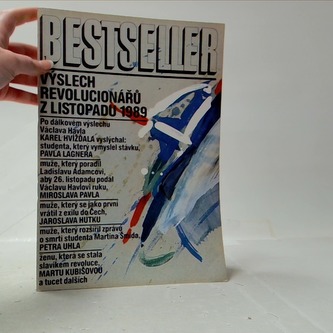 BESTSELLER
VÝSLECH
REVOLUCIONÁŘŮ
Z LISTOPADU 1989
Po dálkovém výslechu
Václava Havla
KAREL HVÍŽĎALA vyslýchal:
studenta, který vymyslel stávku,
PAVLA LAGNERA
muže, který poradil
Ladislavu Adamcovi,
aby 26. listopadu podal
Václavu Havlovi ruku,
MIROSLAVA PAVLA
muže, který se jako první
vrátil z exilu do Čech,
JAROSLAVA HUTKU
muže, který rozšířil zprávu
o smrti studenta Martina Šmída,
PETRA UHLA
ženu, která se stala
slavíkem revoluce,
MARTU KUBIŠOVOU
a tucet dalších